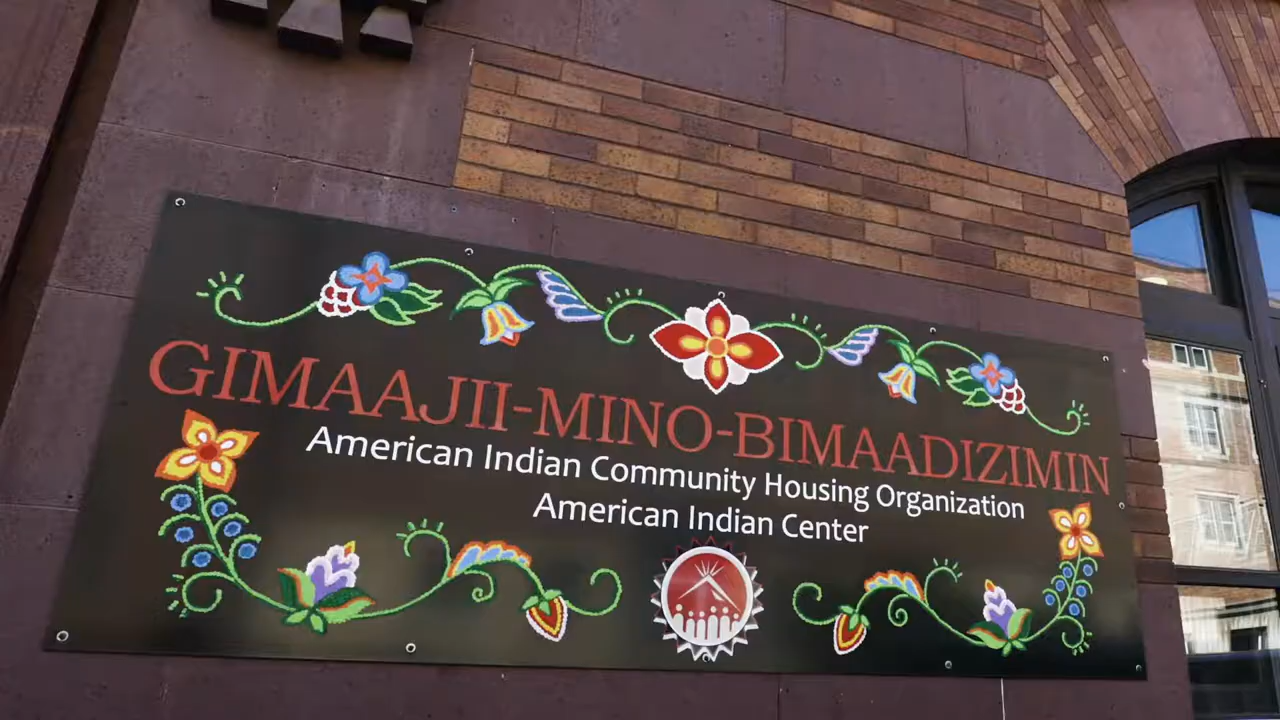 GIMAAJII-MINO-BIMAADIZIMIN
American Indian Community Housing Organization
American Indian Center